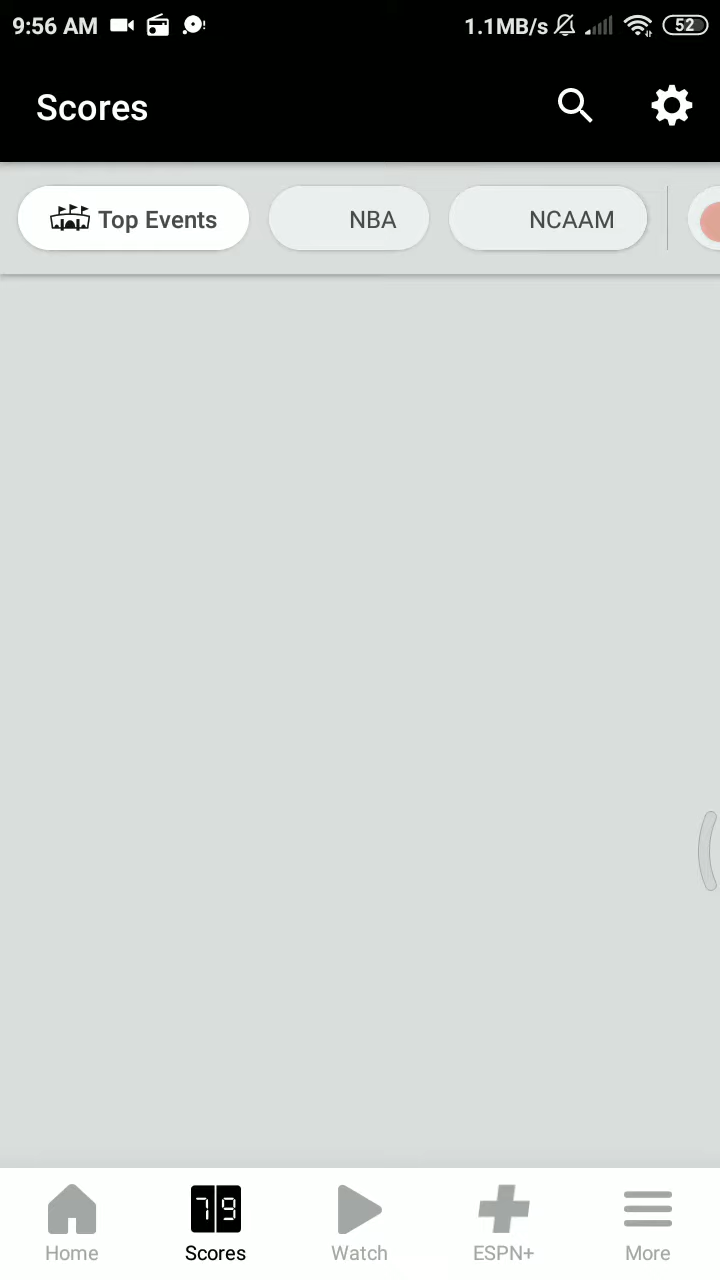 9:56 AM 1.1MB/s 52
Scores
Top Events NBA NCAAM
79
Home Scores Watch ESPN+ More